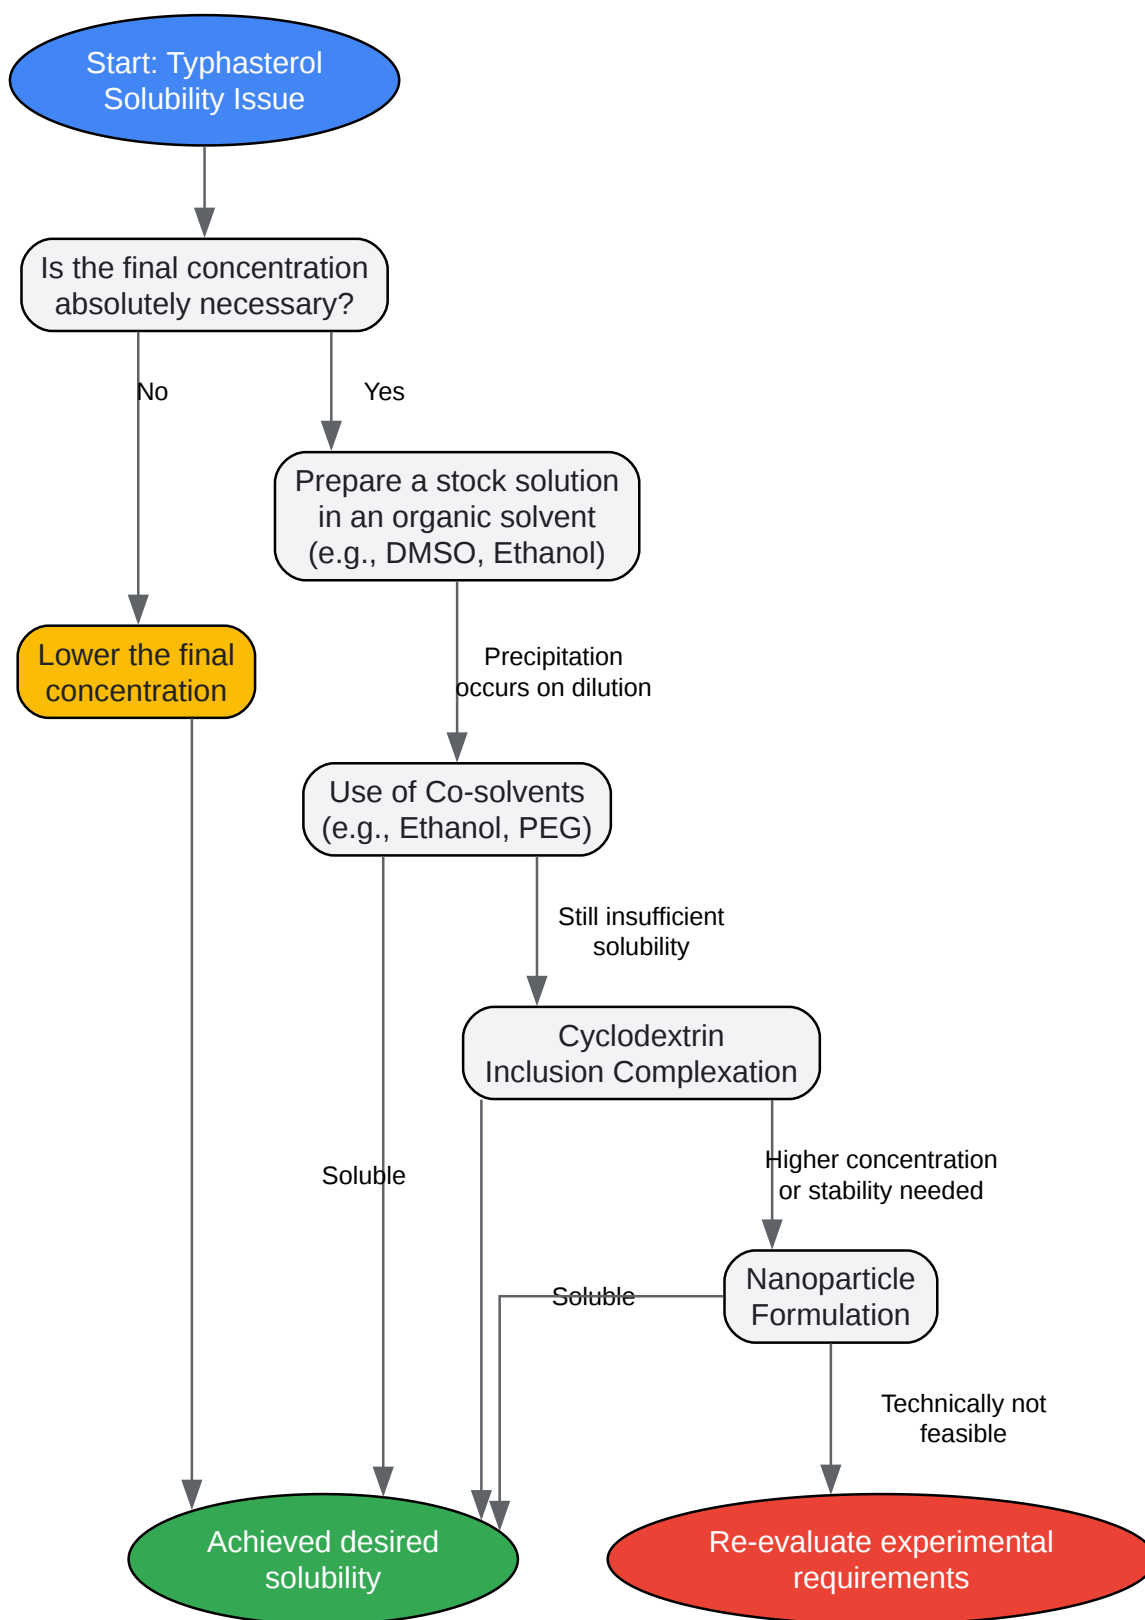 Start: Typhasterol
Solubility Issue
Is the final concentration
absolutely necessary?
No
Yes
Prepare a stock solution
in an organic solvent
(e.g., DMSO, Ethanol)
Lower the final
concentration
Precipitation
occurs on dilution
Use of Co-solvents
(e.g., Ethanol, PEG)
Still insufficient
solubility
Cyclodextrin
Inclusion Complexation
Soluble
Higher concentration
or stability needed
Nanoparticle
Formulation
Soluble
Technically not
feasible
Achieved desired
solubility
Re-evaluate experimental
requirements